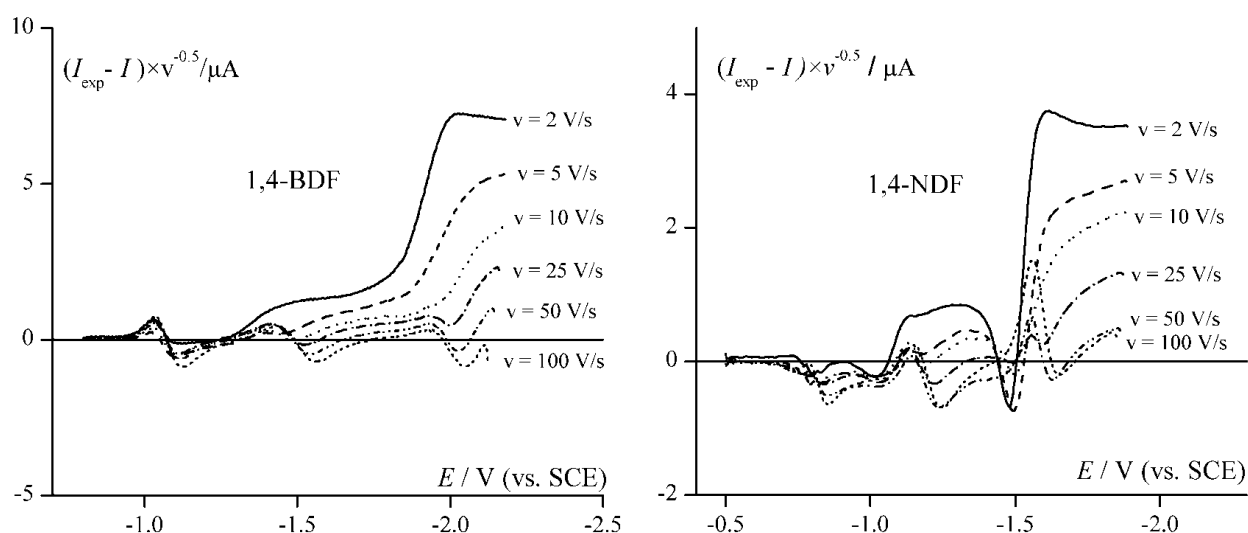 10
(I_exp - I)×v^-0.5/µA
5
0
-5
1,4-BDF
v = 2 V/s
v = 5 V/s
v = 10 V/s
v = 25 V/s
v = 50 V/s
v = 100 V/s
E / V (vs. SCE)
-1.0
-1.5
-2.0
-2.5
(I_exp - I)×v^-0.5 / µA
4
2
0
-2
1,4-NDF
v = 2 V/s
v = 5 V/s
v = 10 V/s
v = 25 V/s
v = 50 V/s
v = 100 V/s
E / V (vs. SCE)
-0.5
-1.0
-1.5
-2.0